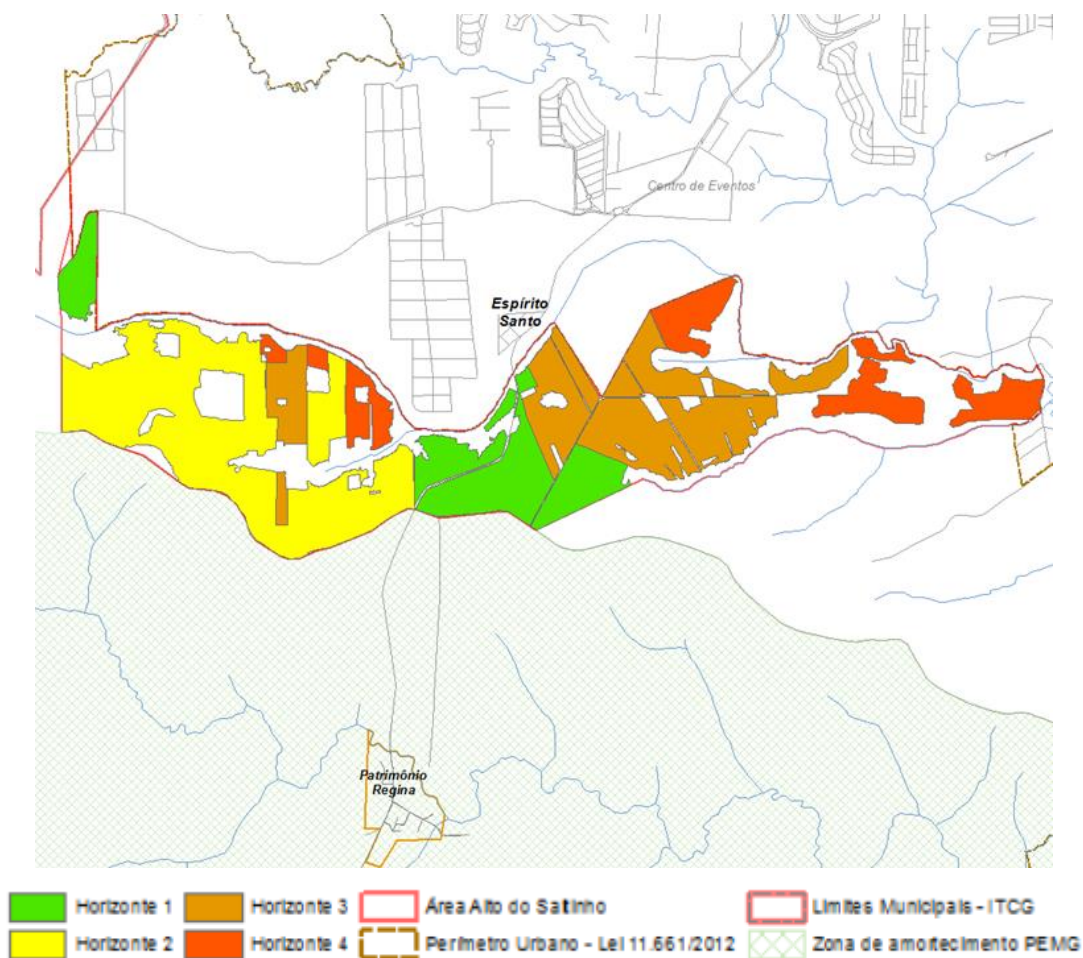 Centro de Eventos
Espírito
Santo
Patrimônio
Regina
Horizonte 1
Horizonte 3
Área Alto do Saltinho
Limites Municipais - ITCG
Horizonte 2
Horizonte 4
Perímetro Urbano - Lei 11.661/2012
Zona de amortecimento PEMG